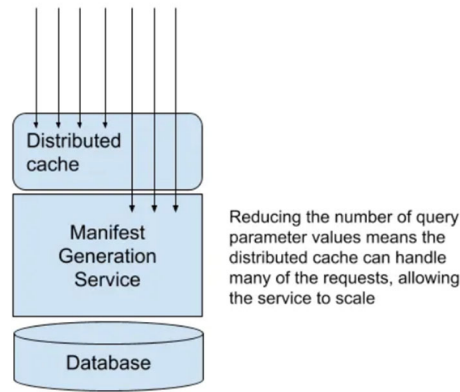 Distributed
cache
Manifest
Generation
Service
Reducing the number of query
parameter values means the
distributed cache can handle
many of the requests, allowing
the service to scale
Database